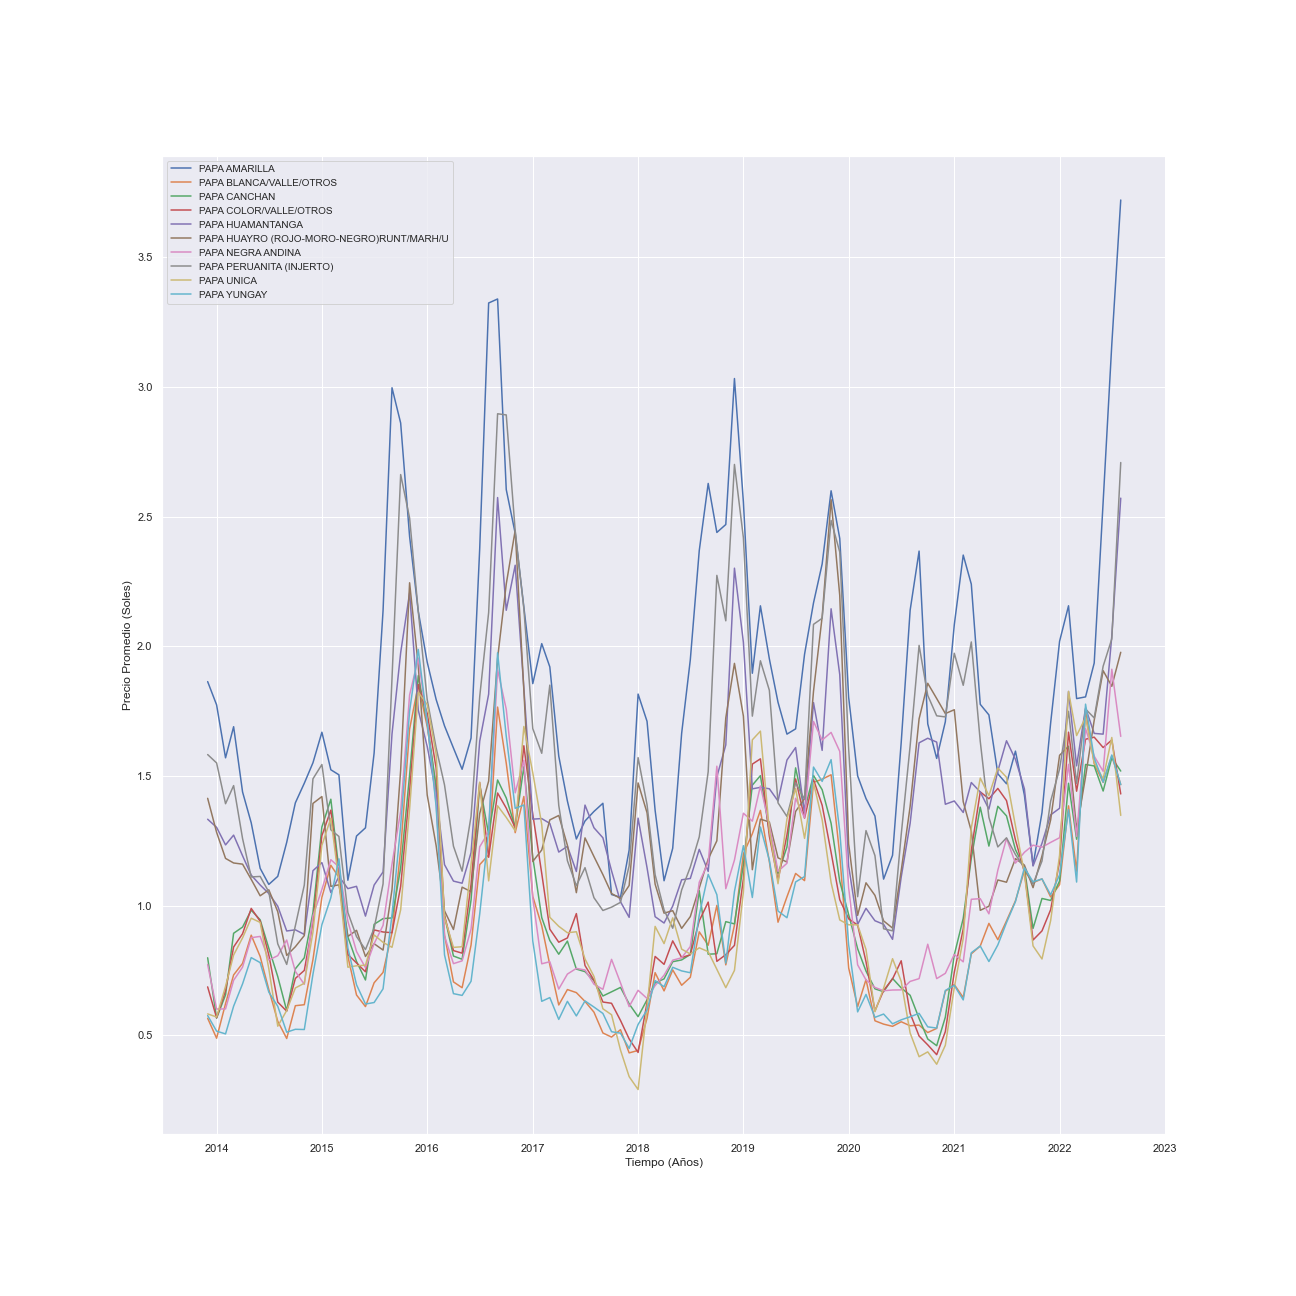 PAPA AMARILLA
PAPA BLANCA/VALLE/OTROS
PAPA CANCHAN
PAPA COLOR/VALLE/OTROS
PAPA HUAMANTANGA
PAPA HUAYRO (ROJO-MORO-NEGRO)RUNT/MARH/U
PAPA NEGRA ANDINA
PAPA PERUANITA (INJERTO)
PAPA UNICA
PAPA YUNGAY
3.5
3.0
2.5
2.0
1.5
1.0
0.5
Precio Promedio (Soles)
2014 2015 2016 2017 2018 2019 2020 2021 2022 2023
Tiempo (Años)